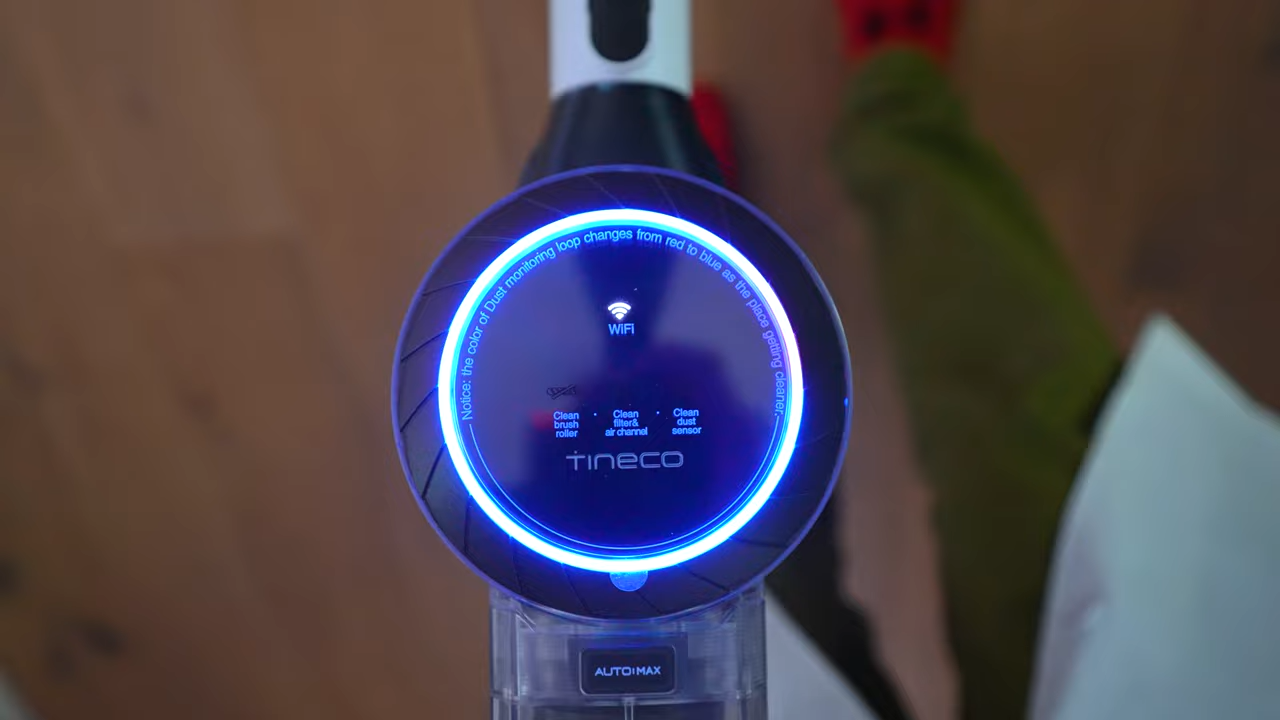 Notice: the color of Dust monitoring loop changes from red to blue as the place getting cleaner.
WiFi
Clean brush roller
Clean filter& air channel
Clean dust sensor
TINECO
AUTO MAX